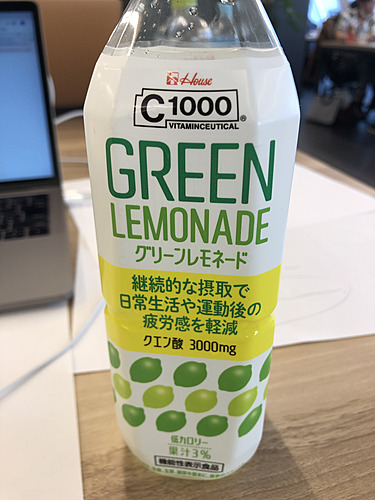 House
C1000®
VITAMINCEUTICAL
GREEN
LEMONADE
グリーンレモネード
継続的な摂取で
日常生活や運動後の
疲労感を軽減
クエン酸 3000mg
低カロリー
果汁3%
機能性表示食品